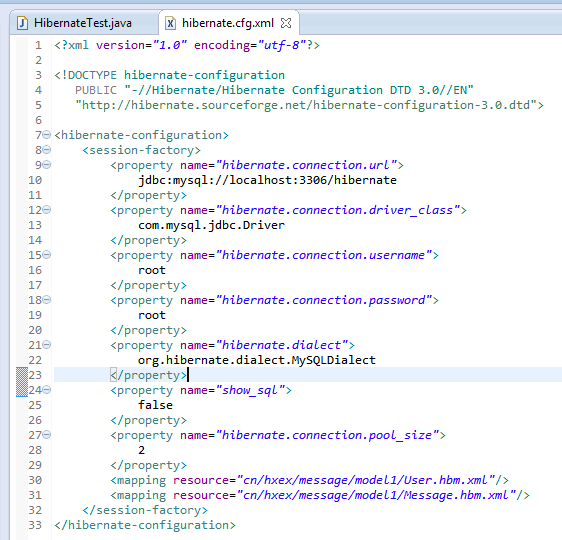 HibernateTest.java
hibernate.cfg.xml
1 <?xml version="1.0" encoding="utf-8"?>
2
3 <!DOCTYPE hibernate-configuration
4 PUBLIC "-//Hibernate/Hibernate Configuration DTD 3.0//EN"
5 "http://hibernate.sourceforge.net/hibernate-configuration-3.0.dtd">
6
7 <hibernate-configuration>
8 <session-factory>
9 <property name="hibernate.connection.url">
10 jdbc:mysql://localhost:3306/hibernate
11 </property>
12 <property name="hibernate.connection.driver_class">
13 com.mysql.jdbc.Driver
14 </property>
15 <property name="hibernate.connection.username">
16 root
17 </property>
18 <property name="hibernate.connection.password">
19 root
20 </property>
21 <property name="hibernate.dialect">
22 org.hibernate.dialect.MySQLDialect
23 </property>
24 <property name="show_sql">
25 false
26 </property>
27 <property name="hibernate.connection.pool_size">
28 2
29 </property>
30 <mapping resource="cn/hxex/message/model1/User.hbm.xml"/>
31 <mapping resource="cn/hxex/message/model1/Message.hbm.xml"/>
32 </session-factory>
33 </hibernate-configuration>